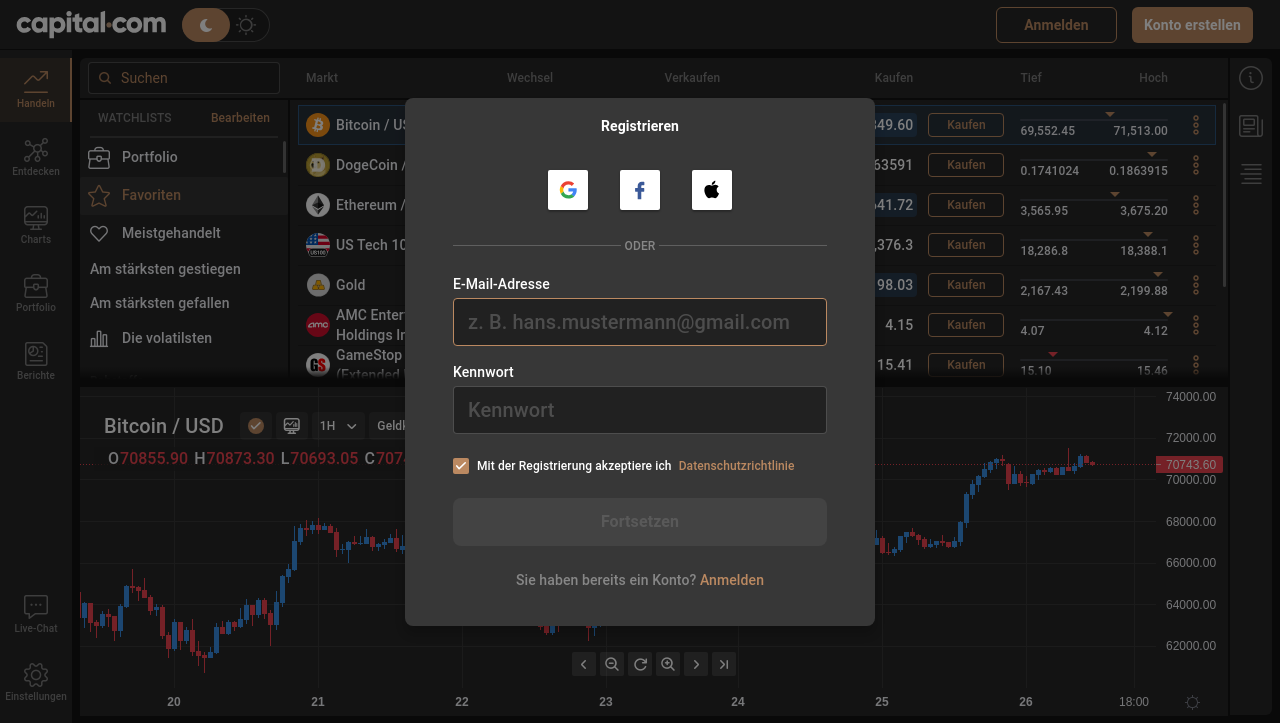 capital.com
Anmelden
Konto erstellen
Handeln
Entdecken
Charts
Portfolio
Berichte
Live-Chat
Einstellungen
Suchen
WATCHLISTS Bearbeiten
Portfolio
Favoriten
Meistgehandelt
Am stärksten gestiegen
Am stärksten gefallen
Die volatilsten
Markt Wechsel Verkaufen Kaufen Tief Hoch
Bitcoin / 49.60 Kaufen 69,552.45 71,513.00
DogeCoin / 63591 Kaufen 0.1741024 0.1863915
Ethereum / 41.72 Kaufen 3,565.95 3,675.20
US Tech 10 376.3 Kaufen 18,286.8 18,388.1
Gold 98.03 Kaufen 2,167.43 2,199.88
AMC Enter
Holdings In 4.15 Kaufen 4.07 4.12
GameStop
(Extended 15.41 Kaufen 15.10 15.46
Registrieren
ODER
E-Mail-Adresse
z. B. hans.mustermann@gmail.com
Kennwort
Kennwort
Mit der Registrierung akzeptiere ich Datenschutzrichtlinie
Fortsetzen
Sie haben bereits ein Konto? Anmelden
Bitcoin / USD 1H
O70855.90 H70873.30 L70693.05 C707
74000.00
72000.00
70743.60
70000.00
68000.00
66000.00
64000.00
62000.00
20 21 22 23 24 25 26 18:00